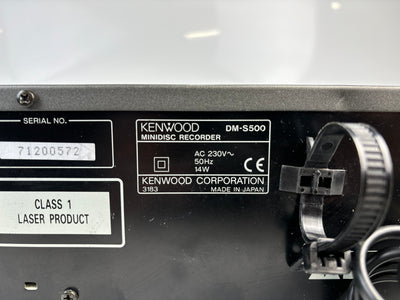 SERIAL NO.
71200572
CLASS 1
LASER PRODUCT
KENWOOD DM-S500
MINIDISC RECORDER
AC 230V~
50Hz
14W
CE
KENWOOD CORPORATION
3183 MADE IN JAPAN